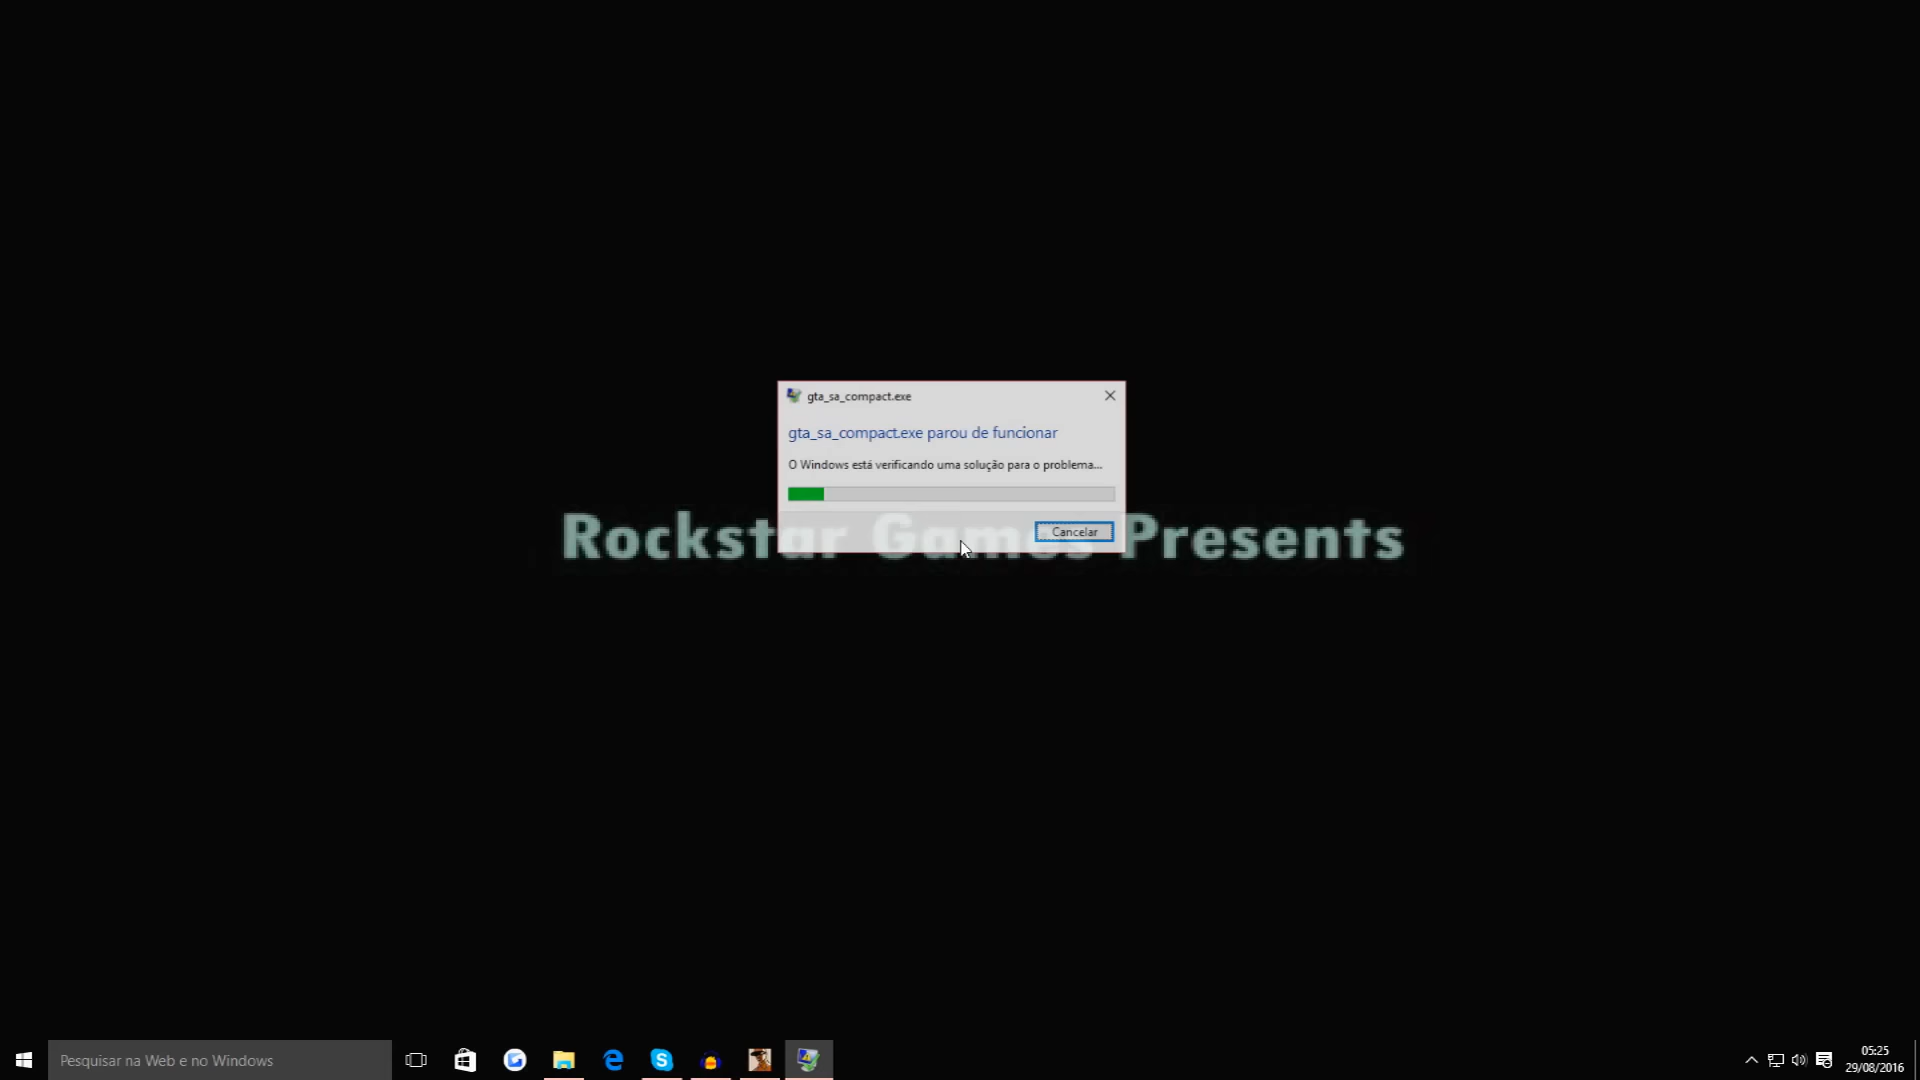 gta_sa_compact.exe
gta_sa_compact.exe parou de funcionar
O Windows está verificando uma solução para o problema...
Cancelar
Rockstar Games Presents
Pesquisar na Web e no Windows
05:25
29/08/2016